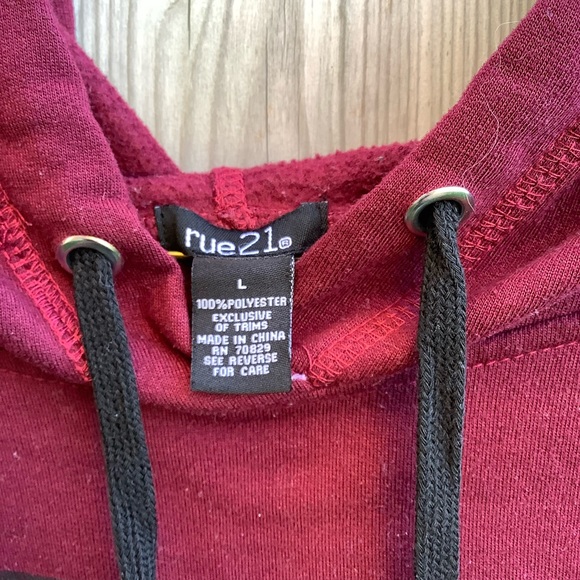 rue21®
L
100%POLYESTER
EXCLUSIVE
OF TRIMS
MADE IN CHINA
RN 70829
SEE REVERSE
FOR CARE